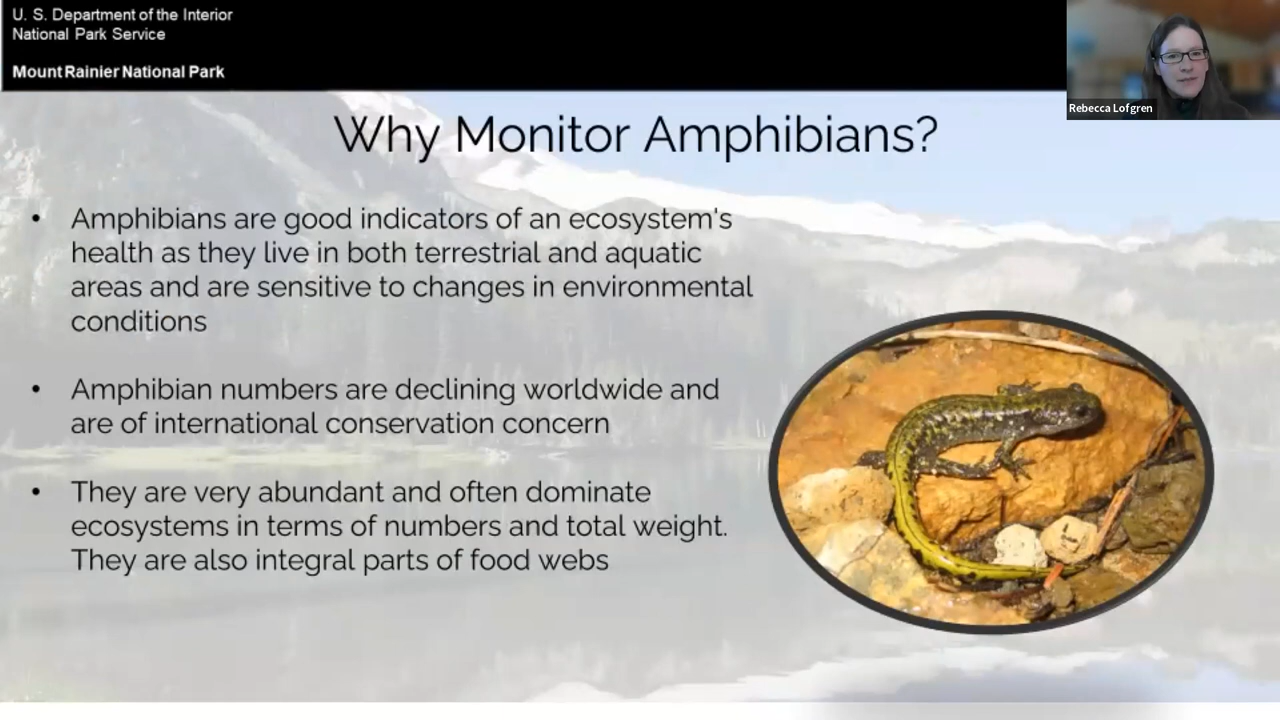 U. S. Department of the Interior
National Park Service
Mount Rainier National Park
Rebecca Lofgren
Why Monitor Amphibians?
• Amphibians are good indicators of an ecosystem's
health as they live in both terrestrial and aquatic
areas and are sensitive to changes in environmental
conditions
• Amphibian numbers are declining worldwide and
are of international conservation concern
• They are very abundant and often dominate
ecosystems in terms of numbers and total weight.
They are also integral parts of food webs